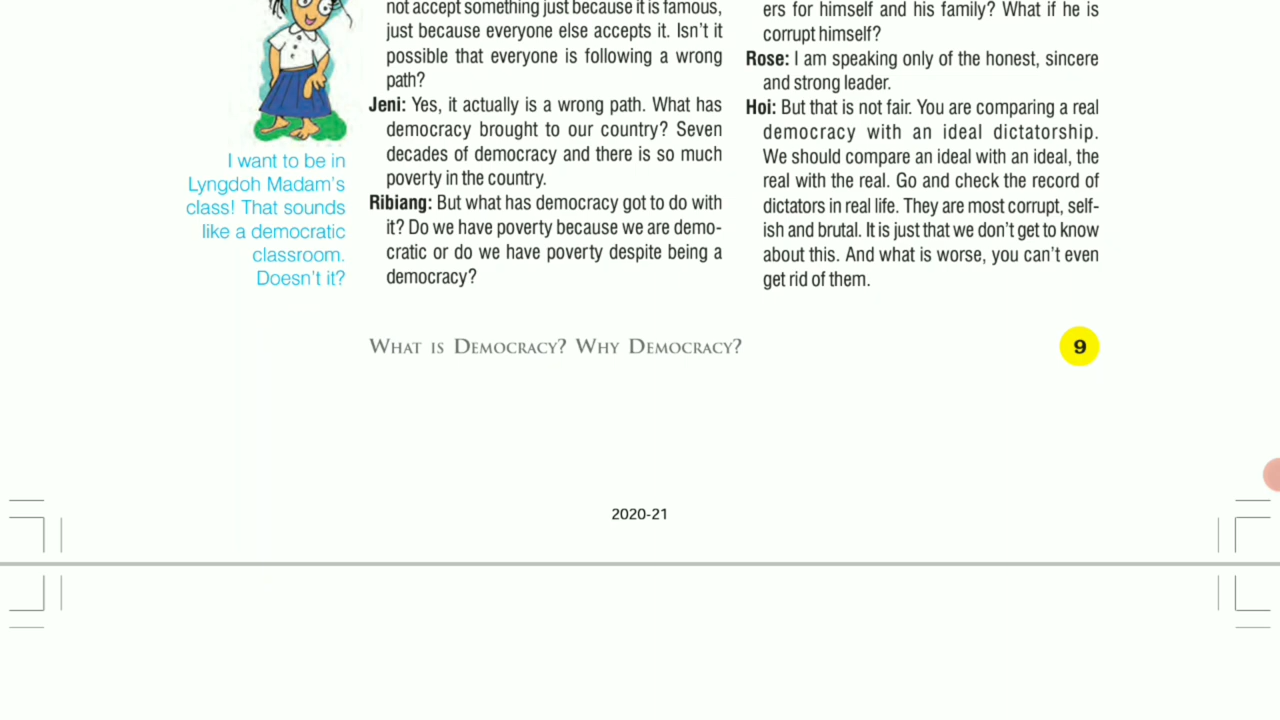 I want to be in
Lyngdoh Madam's
class! That sounds
like a democratic
classroom.
Doesn't it?
not accept something just because it is famous,
just because everyone else accepts it. Isn't it
possible that everyone is following a wrong
path?
Jeni: Yes, it actually is a wrong path. What has
democracy brought to our country? Seven
decades of democracy and there is so much
poverty in the country.
Ribiang: But what has democracy got to do with
it? Do we have poverty because we are demo-
cratic or do we have poverty despite being a
democracy?
ers for himself and his family? What if he is
corrupt himself?
Rose: I am speaking only of the honest, sincere
and strong leader.
Hoi: But that is not fair. You are comparing a real
democracy with an ideal dictatorship.
We should compare an ideal with an ideal, the
real with the real. Go and check the record of
dictators in real life. They are most corrupt, self-
ish and brutal. It is just that we don't get to know
about this. And what is worse, you can't even
get rid of them.
WHAT IS DEMOCRACY? WHY DEMOCRACY?
9
2020-21